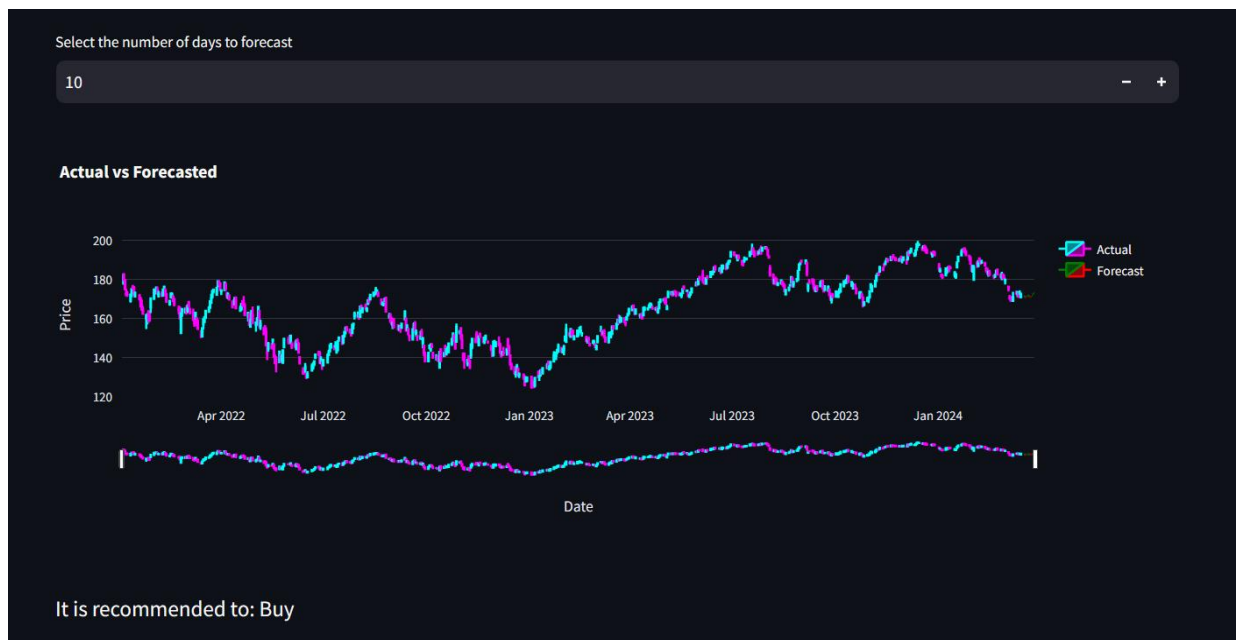 Select the number of days to forecast
10
− +
Actual vs Forecasted
200
180
160
140
120
Price
Actual
Forecast
Apr 2022 Jul 2022 Oct 2022 Jan 2023 Apr 2023 Jul 2023 Oct 2023 Jan 2024
Date
It is recommended to: Buy